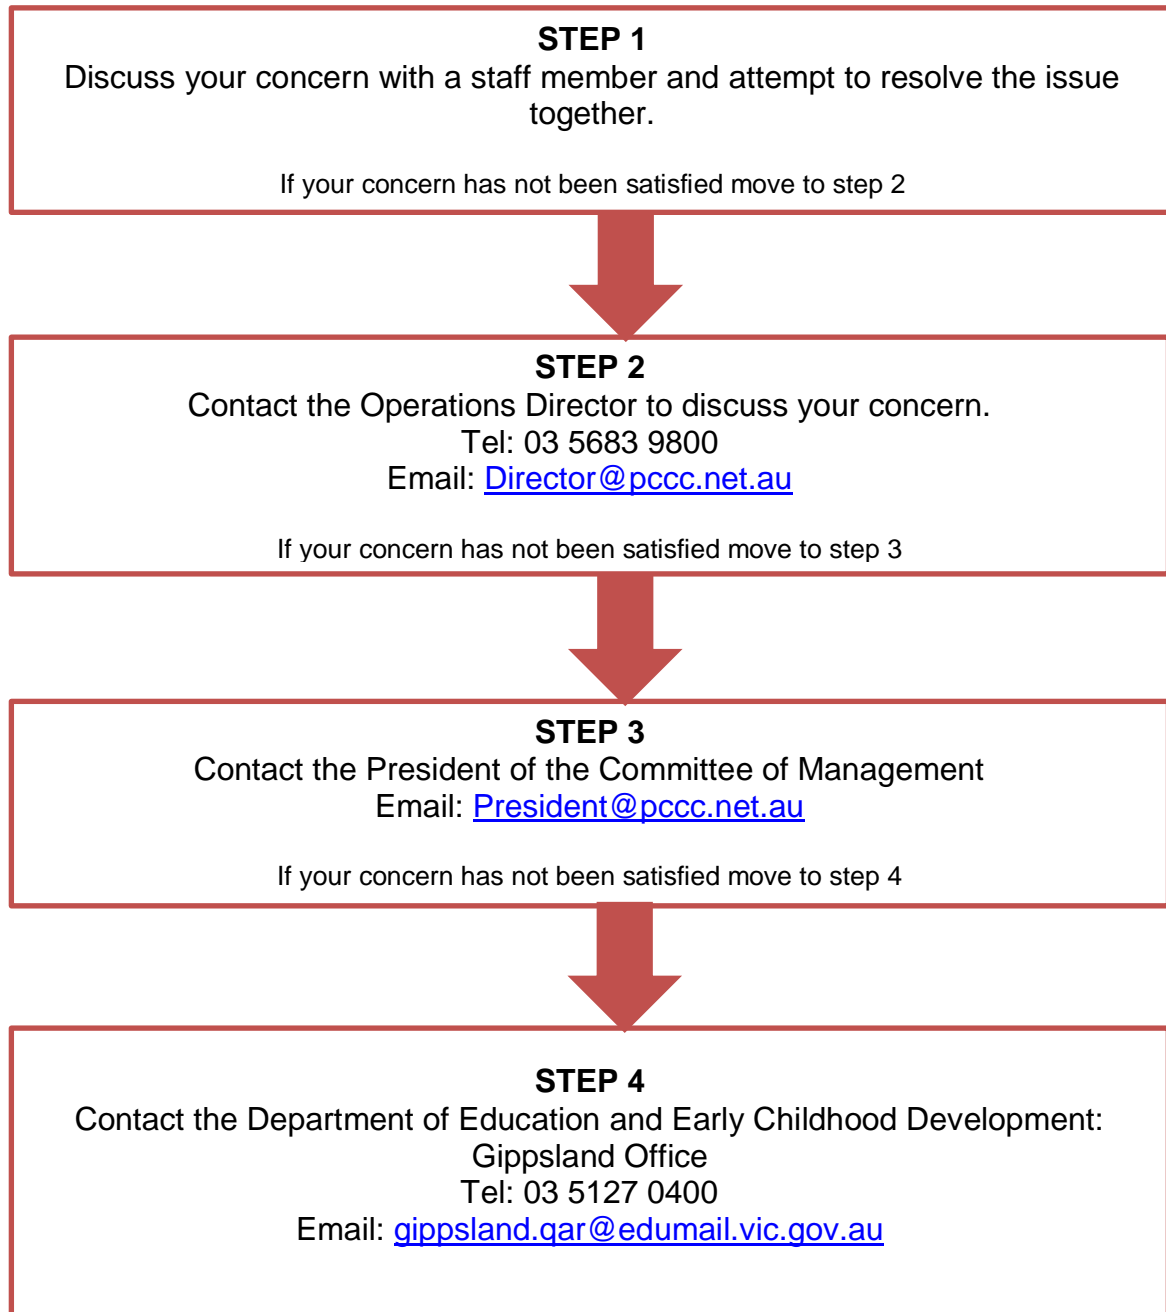 STEP 1
Discuss your concern with a staff member and attempt to resolve the issue
together.
If your concern has not been satisfied move to step 2
STEP 2
Contact the Operations Director to discuss your concern.
Tel: 03 5683 9800
Email: Director@pccc.net.au
If your concern has not been satisfied move to step 3
STEP 3
Contact the President of the Committee of Management
Email: President@pccc.net.au
If your concern has not been satisfied move to step 4
STEP 4
Contact the Department of Education and Early Childhood Development:
Gippsland Office
Tel: 03 5127 0400
Email: gippsland.qar@edumail.vic.gov.au